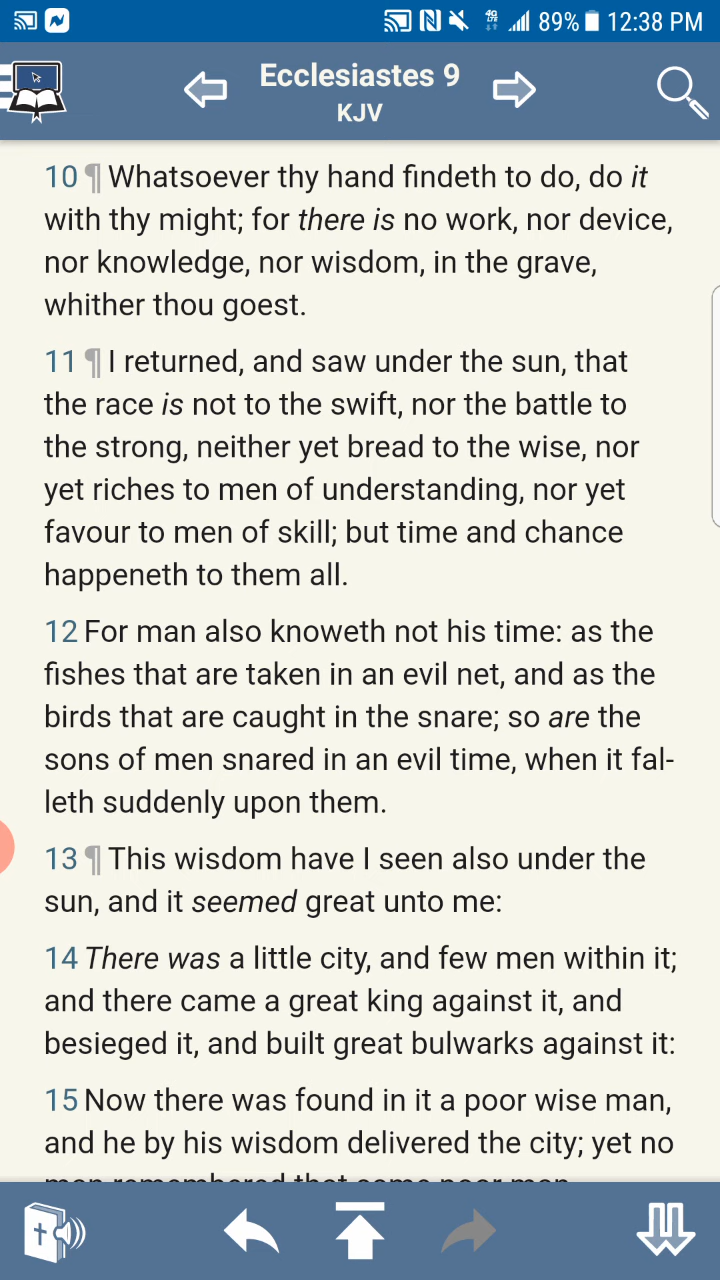 89% 12:38 PM
Ecclesiastes 9
KJV
10 ¶ Whatsoever thy hand findeth to do, do it
with thy might; for there is no work, nor device,
nor knowledge, nor wisdom, in the grave,
whither thou goest.
11 ¶ I returned, and saw under the sun, that
the race is not to the swift, nor the battle to
the strong, neither yet bread to the wise, nor
yet riches to men of understanding, nor yet
favour to men of skill; but time and chance
happeneth to them all.
12 For man also knoweth not his time: as the
fishes that are taken in an evil net, and as the
birds that are caught in the snare; so are the
sons of men snared in an evil time, when it fal-
leth suddenly upon them.
13 ¶ This wisdom have I seen also under the
sun, and it seemed great unto me:
14 There was a little city, and few men within it;
and there came a great king against it, and
besieged it, and built great bulwarks against it:
15 Now there was found in it a poor wise man,
and he by his wisdom delivered the city; yet no
man remembered that same poor man